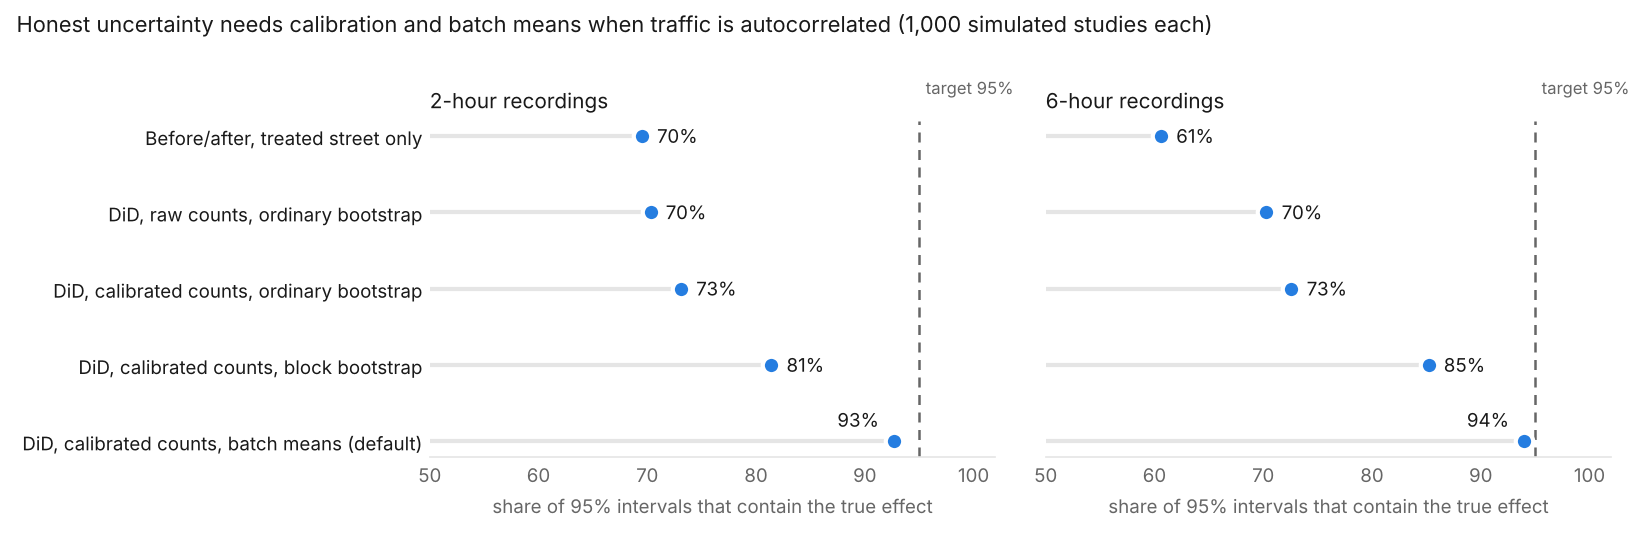 Honest uncertainty needs calibration and batch means when traffic is autocorrelated (1,000 simulated studies each)
target 95%
target 95%
2-hour recordings
6-hour recordings
Before/after, treated street only
70%
61%
DiD, raw counts, ordinary bootstrap
70%
70%
DiD, calibrated counts, ordinary bootstrap
73%
73%
DiD, calibrated counts, block bootstrap
81%
85%
DiD, calibrated counts, batch means (default)
93%
94%
50 60 70 80 90 100
50 60 70 80 90 100
share of 95% intervals that contain the true effect
share of 95% intervals that contain the true effect